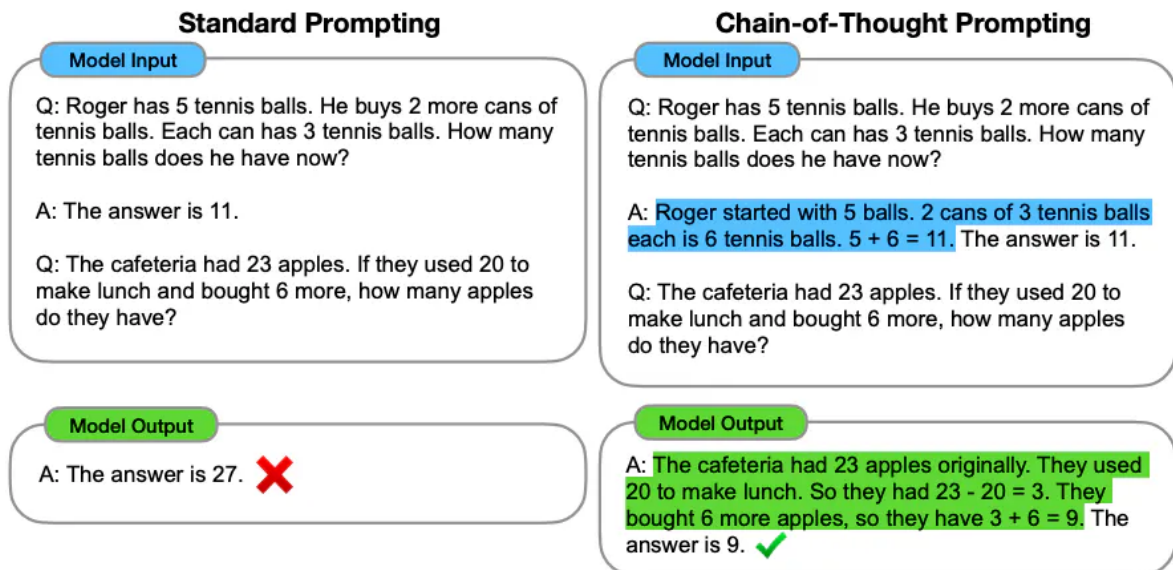 Standard Prompting
Model Input
Q: Roger has 5 tennis balls. He buys 2 more cans of
tennis balls. Each can has 3 tennis balls. How many
tennis balls does he have now?
A: The answer is 11.
Q: The cafeteria had 23 apples. If they used 20 to
make lunch and bought 6 more, how many apples
do they have?
Model Output
A: The answer is 27.
Chain-of-Thought Prompting
Model Input
Q: Roger has 5 tennis balls. He buys 2 more cans of
tennis balls. Each can has 3 tennis balls. How many
tennis balls does he have now?
A: Roger started with 5 balls. 2 cans of 3 tennis balls
each is 6 tennis balls. 5 + 6 = 11. The answer is 11.
Q: The cafeteria had 23 apples. If they used 20 to
make lunch and bought 6 more, how many apples
do they have?
Model Output
A: The cafeteria had 23 apples originally. They used
20 to make lunch. So they had 23 - 20 = 3. They
bought 6 more apples, so they have 3 + 6 = 9. The
answer is 9.